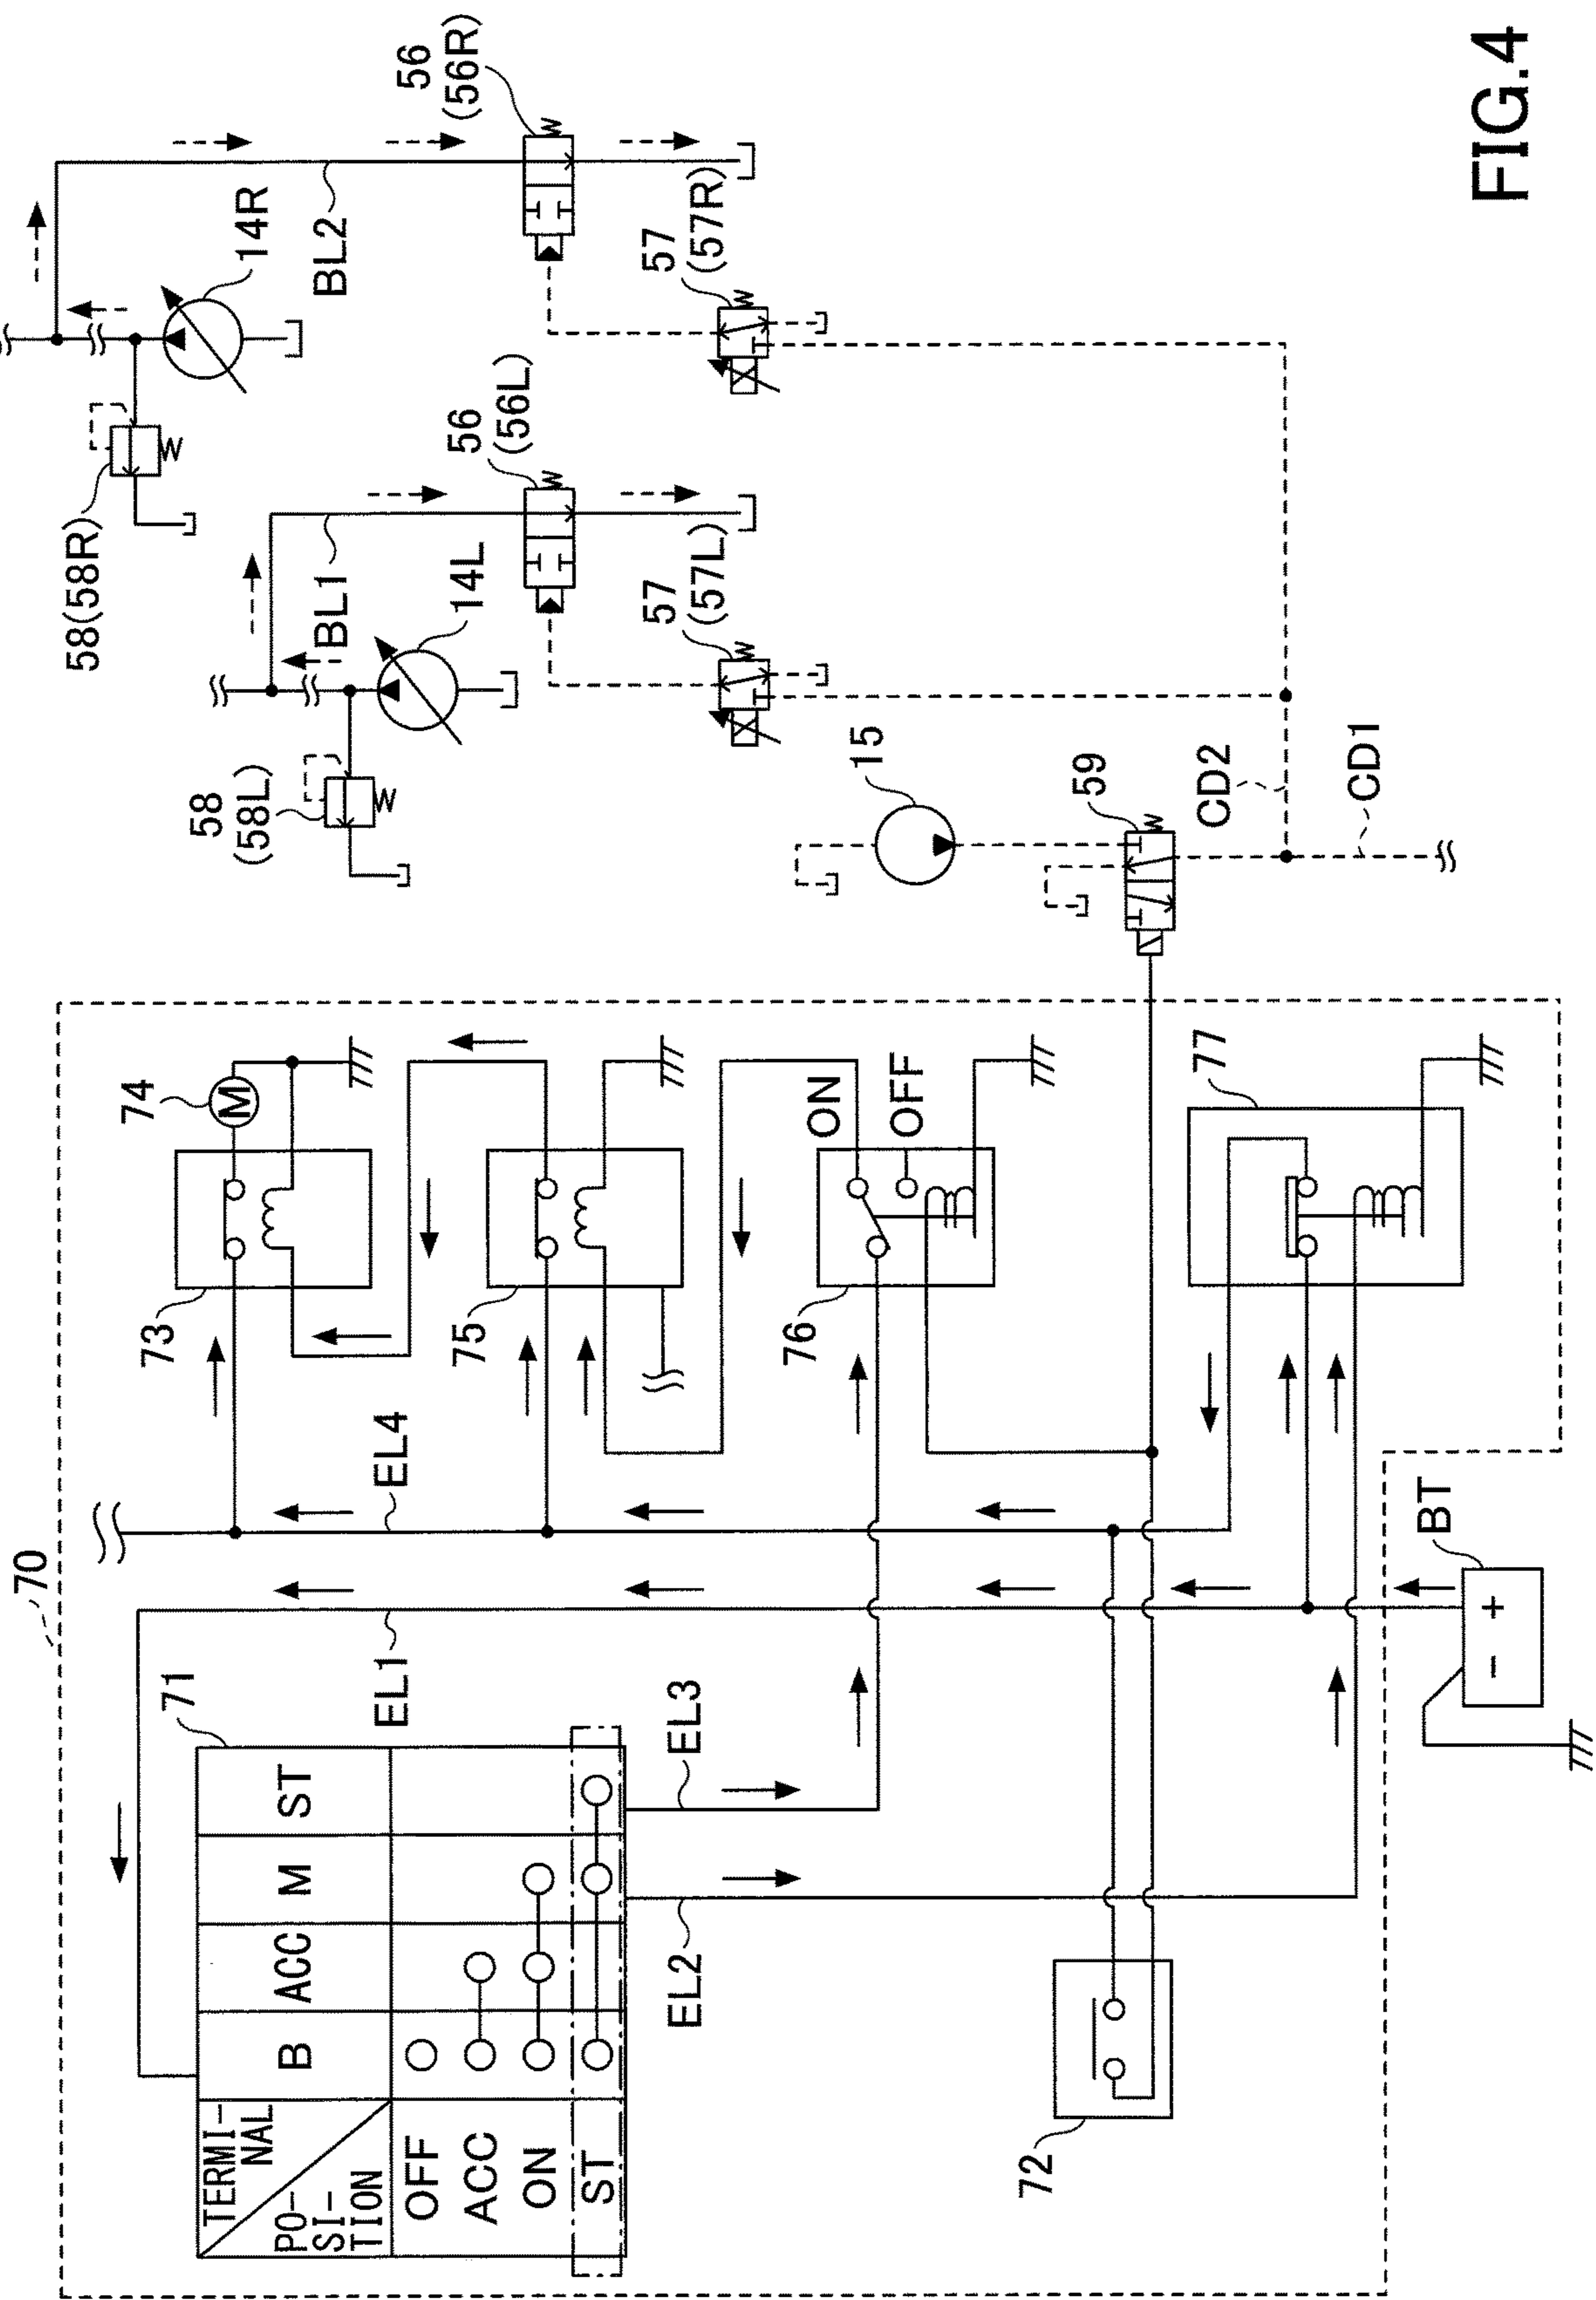 70
71
TERMI-
NAL
PO-
SI-
TION
B
ACC
M
ST
OFF
ACC
ON
ST
EL1
EL2
EL3
EL4
72
73
74
M
75
76
ON
OFF
77
BT
- +
58
(58L)
BL1
14L
56
(56L)
57
(57L)
58(58R)
14R
BL2
56
(56R)
57
(57R)
15
59
CD2
CD1
FIG.4